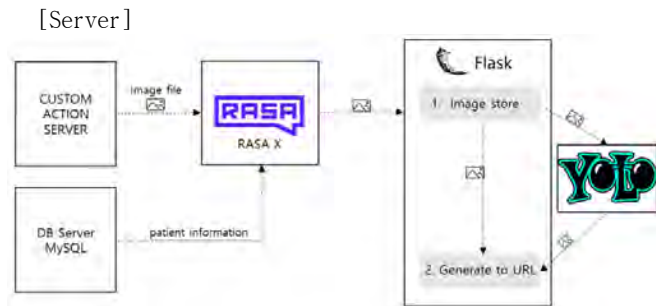 [Server]
CUSTOM
ACTION
SERVER
image file
RASA
RASA X
Flask
1. Image store
YOLO
DB Server
MySQL
patient information
2. Generate to URL